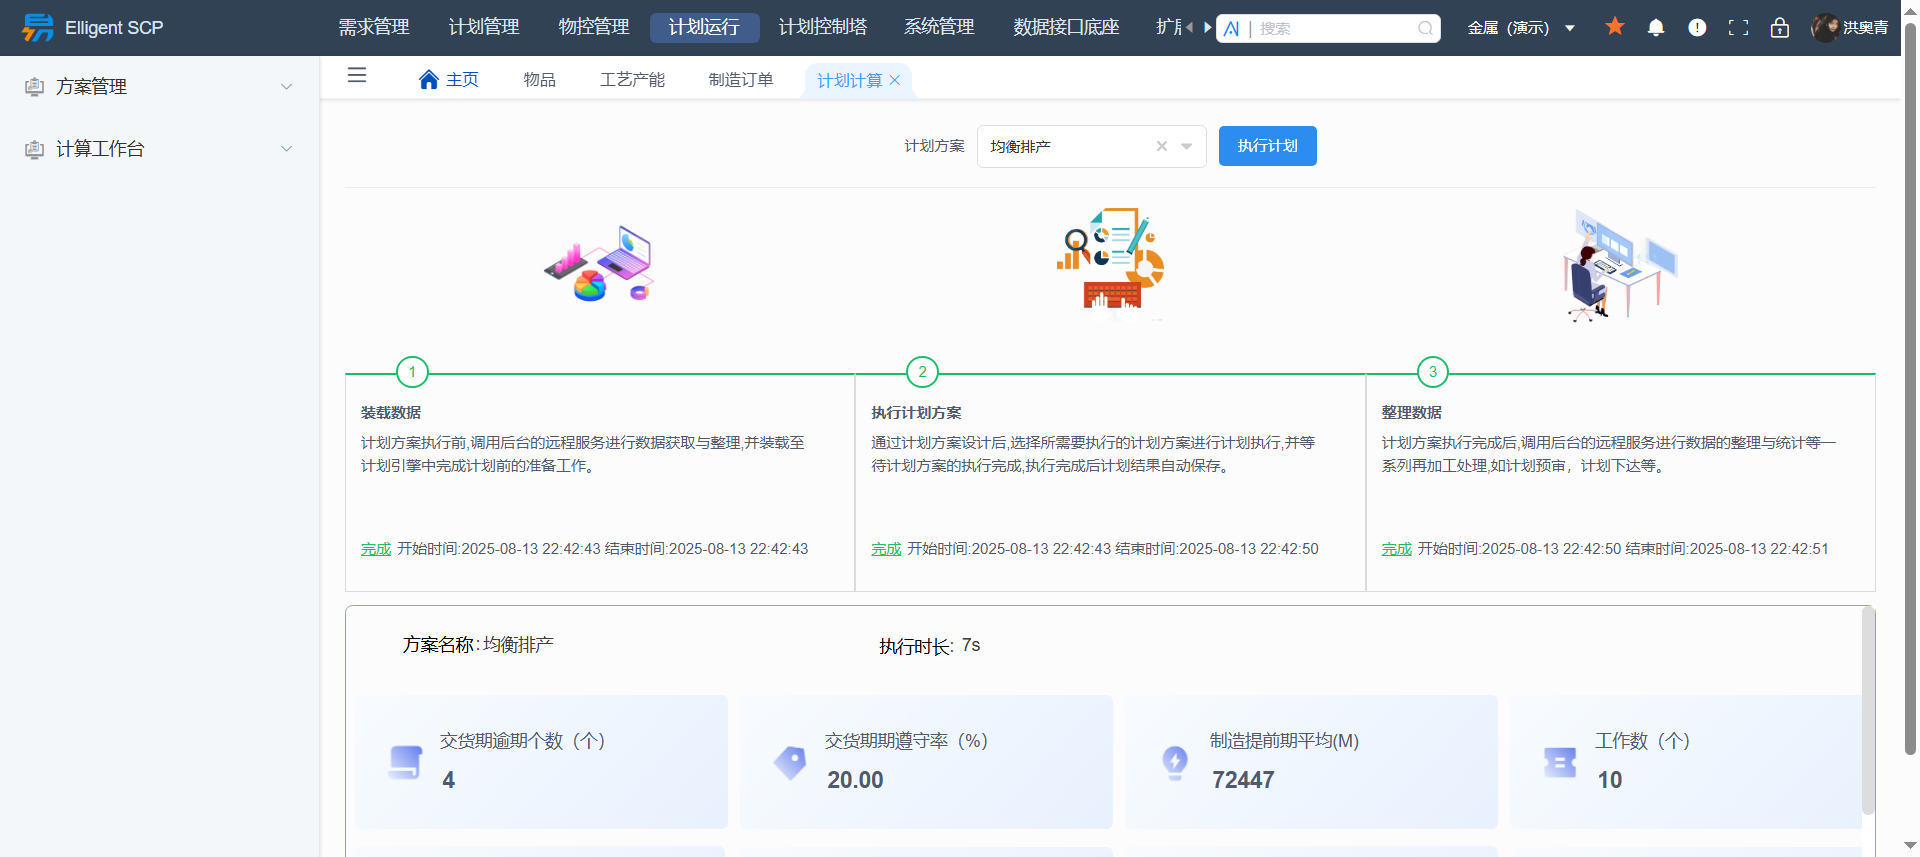 Elligent SCP
需求管理
计划管理
物控管理
计划运行
计划控制塔
系统管理
数据接口底座
搜索
金属（演示）
洪奥青
方案管理
计算工作台
主页
物品
工艺产能
制造订单
计划计算
计划方案
均衡排产
执行计划
1
装载数据
计划方案执行前,调用后台的远程服务进行数据获取与整理,并装载至
计划引擎中完成计划前的准备工作。
完成 开始时间:2025-08-13 22:42:43 结束时间:2025-08-13 22:42:43
2
执行计划方案
通过计划方案设计后,选择所需要执行的计划方案进行计划执行,并等
待计划方案的执行完成,执行完成后计划结果自动保存。
完成 开始时间:2025-08-13 22:42:43 结束时间:2025-08-13 22:42:50
3
整理数据
计划方案执行完成后,调用后台的远程服务进行数据的整理与统计等一
系列再加工处理,如计划预审，计划下达等。
完成 开始时间:2025-08-13 22:42:50 结束时间:2025-08-13 22:42:51
方案名称:均衡排产
执行时长: 7s
交货期逾期个数（个）
4
交货期期遵守率（%）
20.00
制造提前期平均(M)
72447
工作数（个）
10